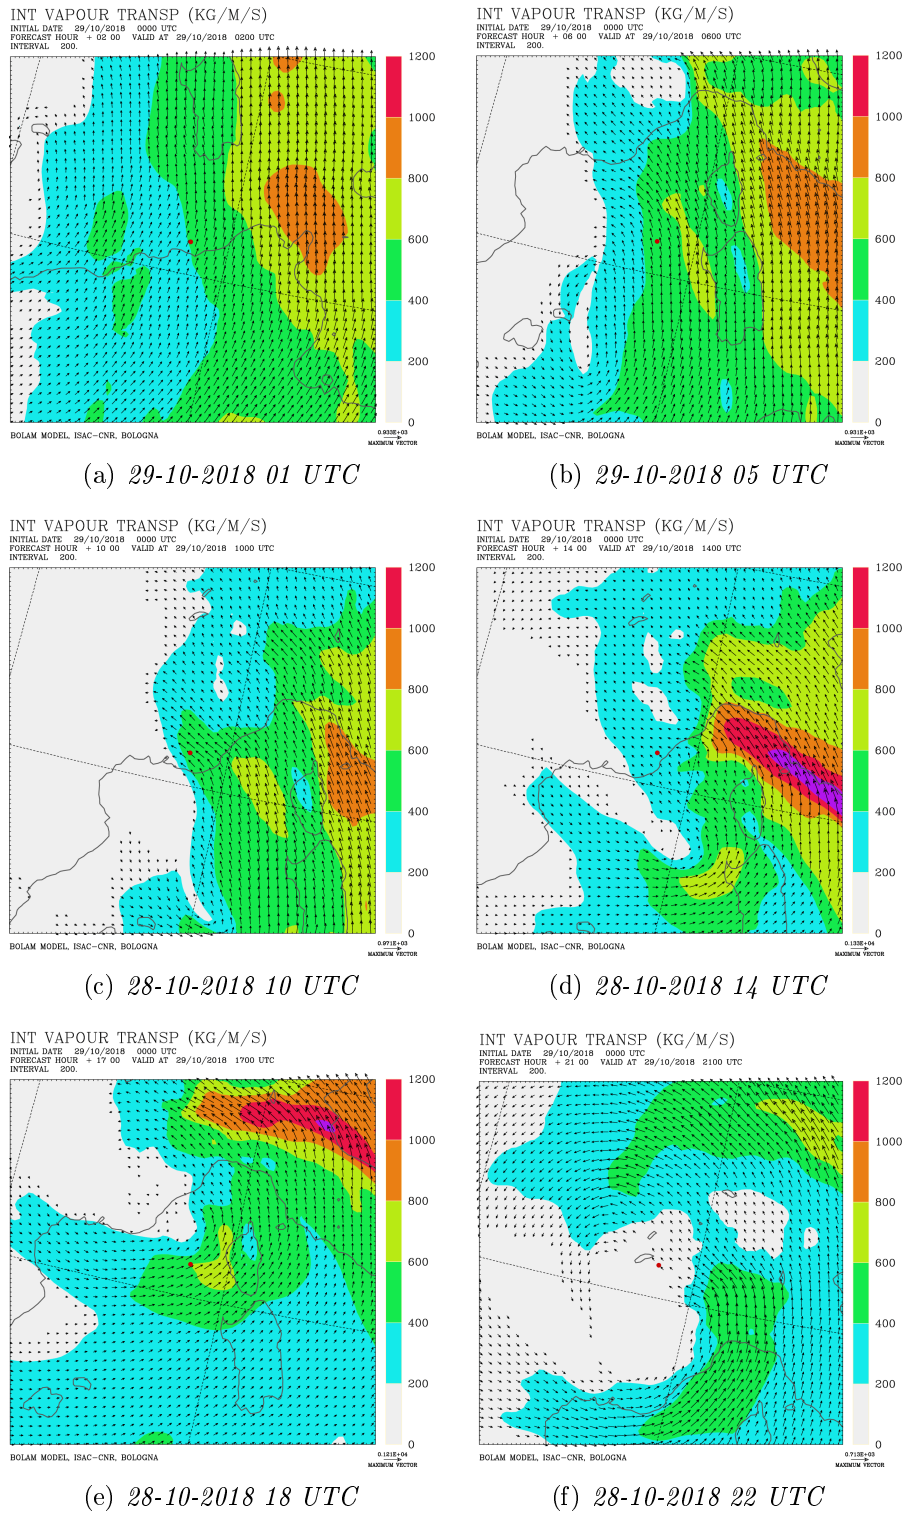 INT VAPOUR TRANSP (KG/M/S)
INITIAL DATE 29/10/2018 0000 UTC
FORECAST HOUR + 02 00 VALID AT 29/10/2018 0200 UTC
INTERVAL 200.
1200
1000
800
600
400
200
0
BOLAM MODEL, ISAC-CNR, BOLOGNA
0.933E+03
MAXIMUM VECTOR
(a) 29-10-2018 01 UTC
INT VAPOUR TRANSP (KG/M/S)
INITIAL DATE 29/10/2018 0000 UTC
FORECAST HOUR + 06 00 VALID AT 29/10/2018 0600 UTC
INTERVAL 200.
1200
1000
800
600
400
200
0
BOLAM MODEL, ISAC-CNR, BOLOGNA
0.931E+03
MAXIMUM VECTOR
(b) 29-10-2018 05 UTC
INT VAPOUR TRANSP (KG/M/S)
INITIAL DATE 29/10/2018 0000 UTC
FORECAST HOUR + 10 00 VALID AT 29/10/2018 1000 UTC
INTERVAL 200.
1200
1000
800
600
400
200
0
BOLAM MODEL, ISAC-CNR, BOLOGNA
0.971E+03
MAXIMUM VECTOR
(c) 28-10-2018 10 UTC
INT VAPOUR TRANSP (KG/M/S)
INITIAL DATE 29/10/2018 0000 UTC
FORECAST HOUR + 14 00 VALID AT 29/10/2018 1400 UTC
INTERVAL 200.
1200
1000
800
600
400
200
0
BOLAM MODEL, ISAC-CNR, BOLOGNA
0.133E+04
MAXIMUM VECTOR
(d) 28-10-2018 14 UTC
INT VAPOUR TRANSP (KG/M/S)
INITIAL DATE 29/10/2018 0000 UTC
FORECAST HOUR + 17 00 VALID AT 29/10/2018 1700 UTC
INTERVAL 200.
1200
1000
800
600
400
200
0
BOLAM MODEL, ISAC-CNR, BOLOGNA
0.121E+04
MAXIMUM VECTOR
(e) 28-10-2018 18 UTC
INT VAPOUR TRANSP (KG/M/S)
INITIAL DATE 29/10/2018 0000 UTC
FORECAST HOUR + 21 00 VALID AT 29/10/2018 2100 UTC
INTERVAL 200.
1200
1000
800
600
400
200
0
BOLAM MODEL, ISAC-CNR, BOLOGNA
0.713E+03
MAXIMUM VECTOR
(f) 28-10-2018 22 UTC